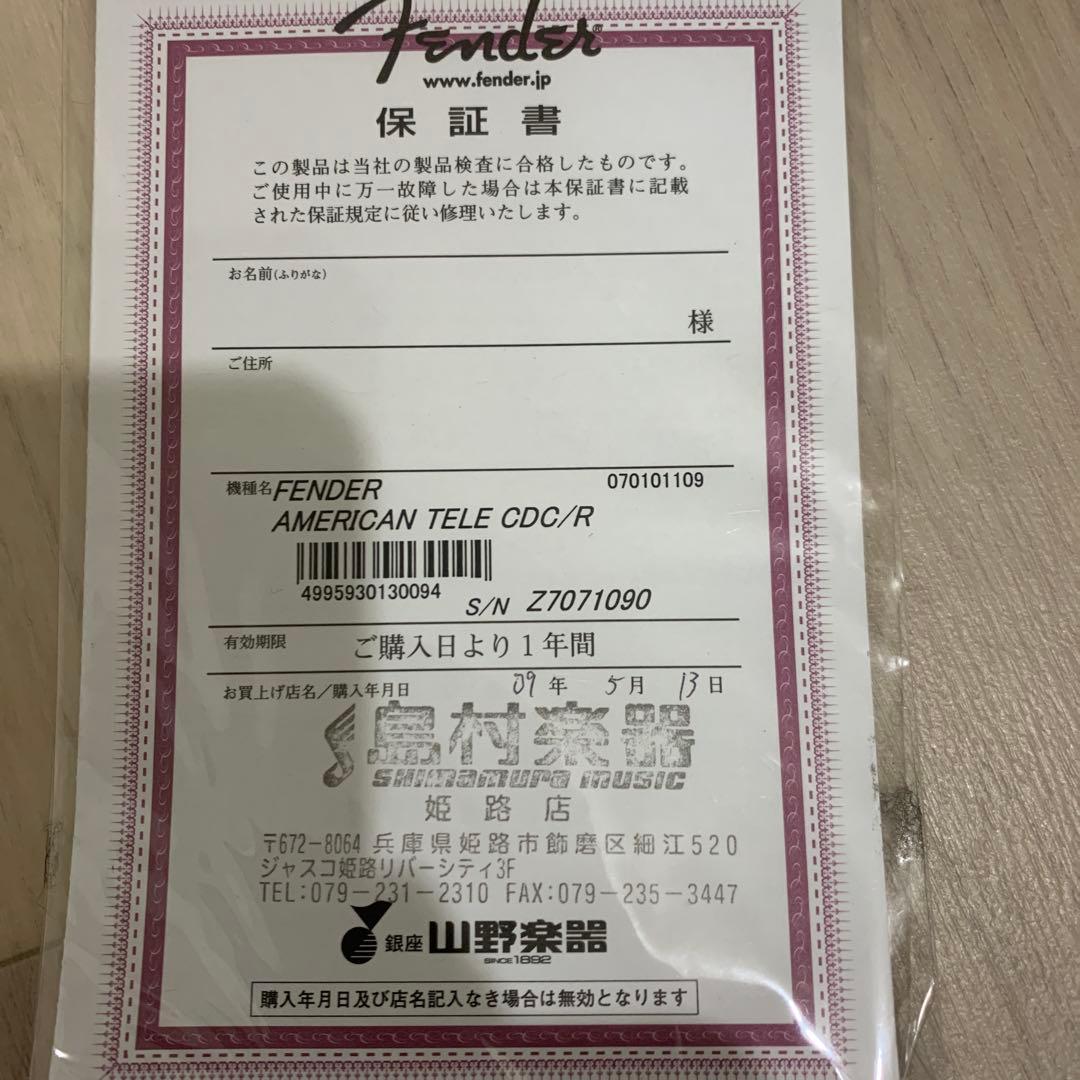 Fender®
www.fender.jp
保証書
この製品は当社の製品検査に合格したものです。
ご使用中に万一故障した場合は本保証書に記載
された保証規定に従い修理いたします。
お名前(ふりがな)
様
ご住所
機種名 FENDER 070101109
AMERICAN TELE CDC/R
4995930130094
S/N Z7071090
有効期限 ご購入日より1年間
お買上げ店名／購入年月日 09年 5月 13日
島村楽器
SHIMAMURA MUSIC
姫路店
〒672-8064 兵庫県姫路市飾磨区細江520
ジャスコ姫路リバーシティ3F
TEL:079-231-2310 FAX:079-235-3447
銀座 山野楽器
SINCE 1892
購入年月日及び店名記入なき場合は無効となります